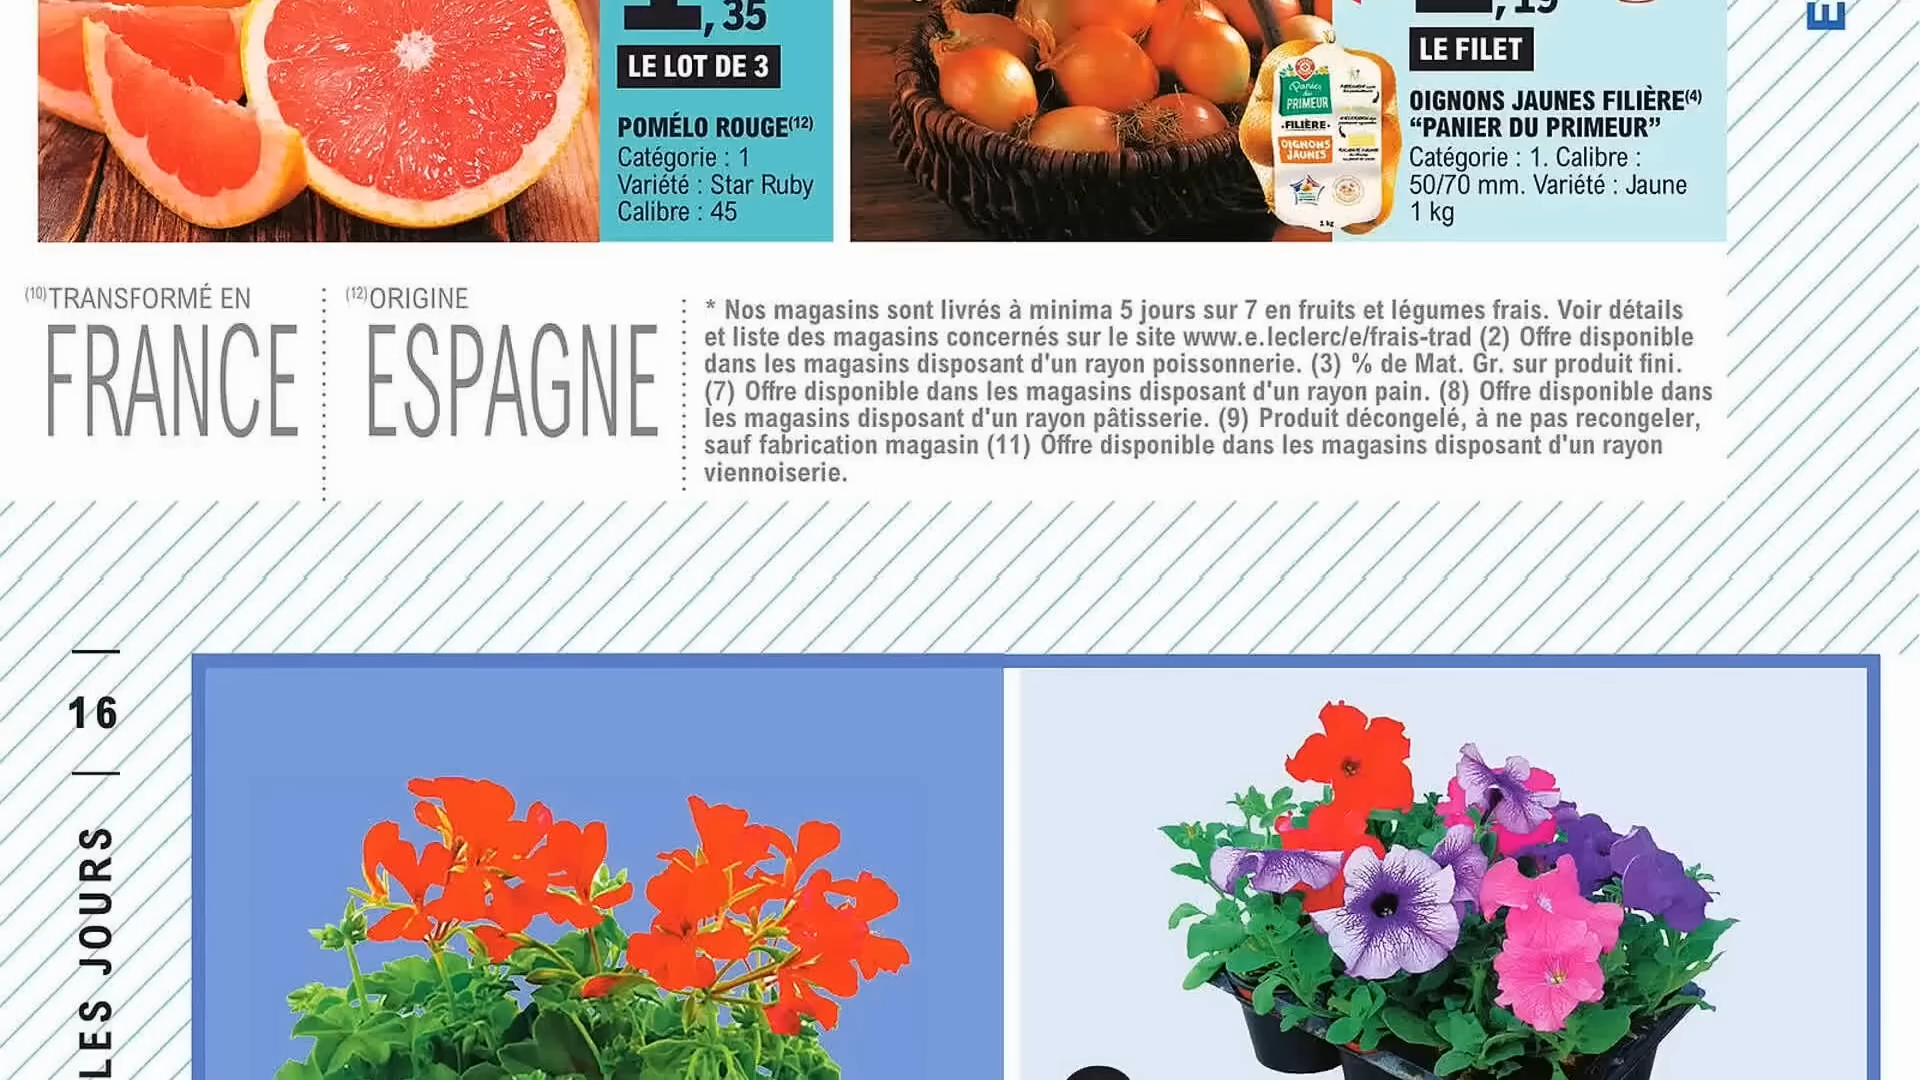 ,35
LE LOT DE 3
POMÉLO ROUGE(12)
Catégorie : 1
Variété : Star Ruby
Calibre : 45
,19
LE FILET
OIGNONS JAUNES FILIÈRE(4)
“PANIER DU PRIMEUR”
Catégorie : 1. Calibre :
50/70 mm. Variété : Jaune
1 kg
Panier
du
PRIMEUR
•FILIÈRE•
OIGNONS
JAUNES
1 kg
E
(10)TRANSFORMÉ EN
FRANCE
(12)ORIGINE
ESPAGNE
* Nos magasins sont livrés à minima 5 jours sur 7 en fruits et légumes frais. Voir détails
et liste des magasins concernés sur le site www.e.leclerc/e/frais-trad (2) Offre disponible
dans les magasins disposant d'un rayon poissonnerie. (3) % de Mat. Gr. sur produit fini.
(7) Offre disponible dans les magasins disposant d'un rayon pain. (8) Offre disponible dans
les magasins disposant d'un rayon pâtisserie. (9) Produit décongelé, à ne pas recongeler,
sauf fabrication magasin (11) Offre disponible dans les magasins disposant d'un rayon
viennoiserie.
16
LES JOURS